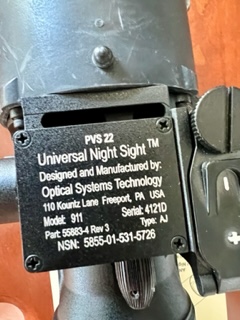 PVS 22
Universal Night Sight™
Designed and Manufactured by:
Optical Systems Technology
110 Kountz Lane Freeport, PA USA
Model: 911 Serial: 4121D
Part: 55883-4 Rev 3 Type: AJ
NSN: 5855-01-531-5726